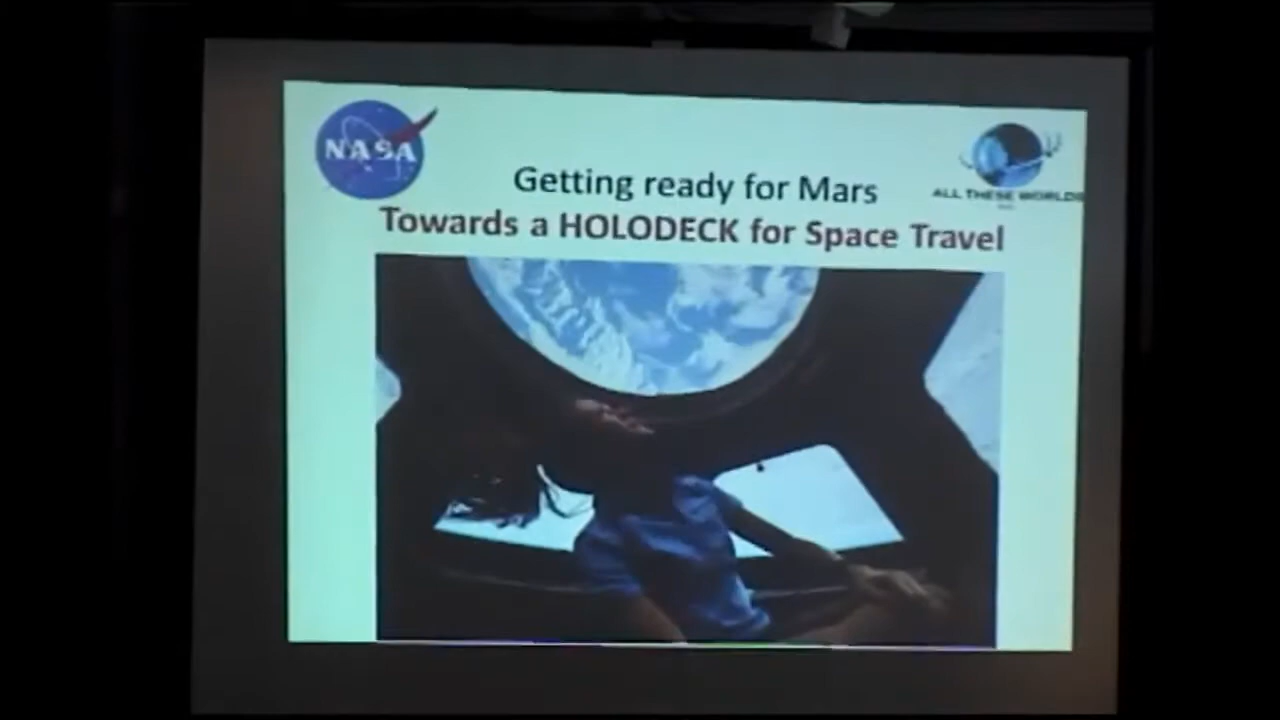 NASA
ALL THESE WORLDS
Getting ready for Mars
Towards a HOLODECK for Space Travel